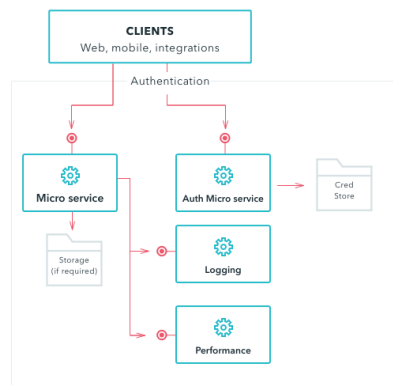 CLIENTS
Web, mobile, integrations
Authentication
Micro service
Auth Micro service
Cred
Store
Storage
(if required)
Logging
Performance